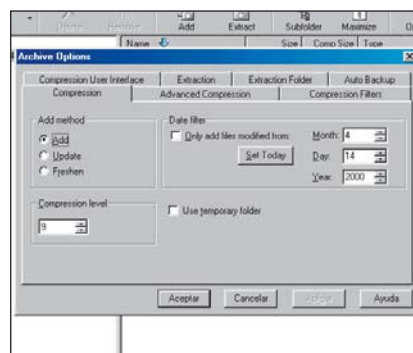 Delete
Add
Extract
Subfolder
Maximize
Name
Size
Comp Size
Type
Archive Options
Compression User Interface
Extraction
Extraction Folder
Auto Backup
Compression
Advanced Compression
Compression Filters
Add method
Add
Update
Freshen
Date filter
Only add files modified from:
Set Today
Month: 4
Day: 14
Year: 2000
Compression level
9
Use temporary folder
Aceptar
Cancelar
Ayuda